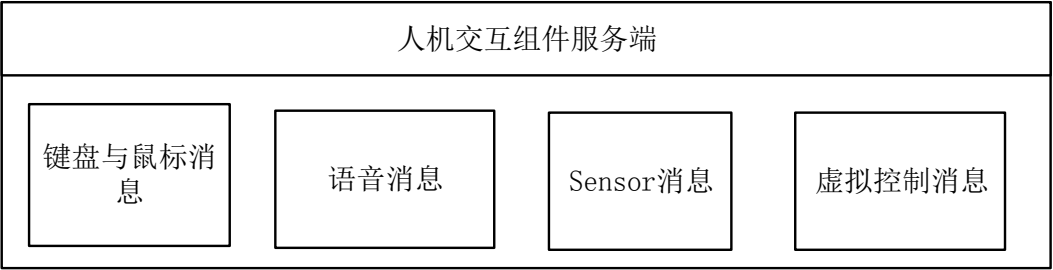 人机交互组件服务端
键盘与鼠标消
息
语音消息
Sensor消息
虚拟控制消息